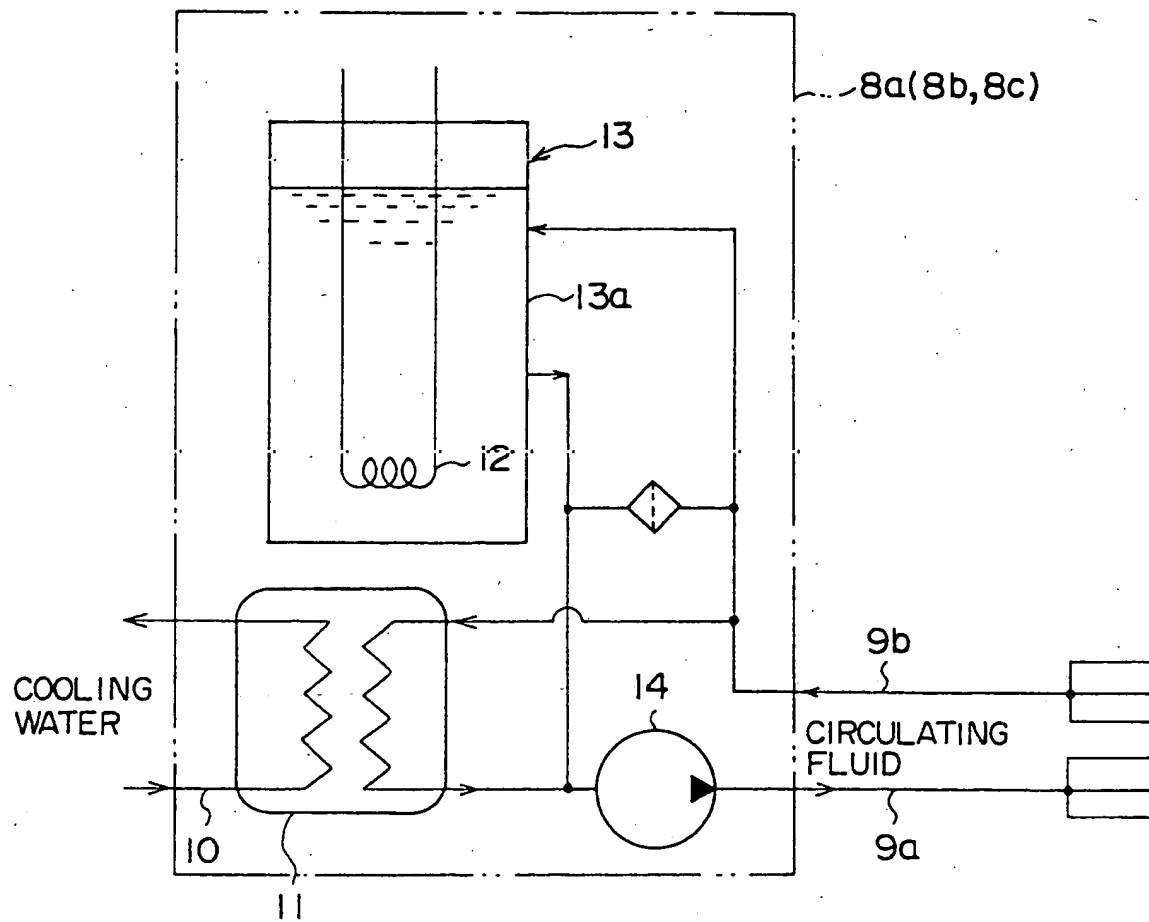 8a(8b,8c)
13
13a
12
9b
14
COOLING
WATER
CIRCULATING
FLUID
10
9a
11